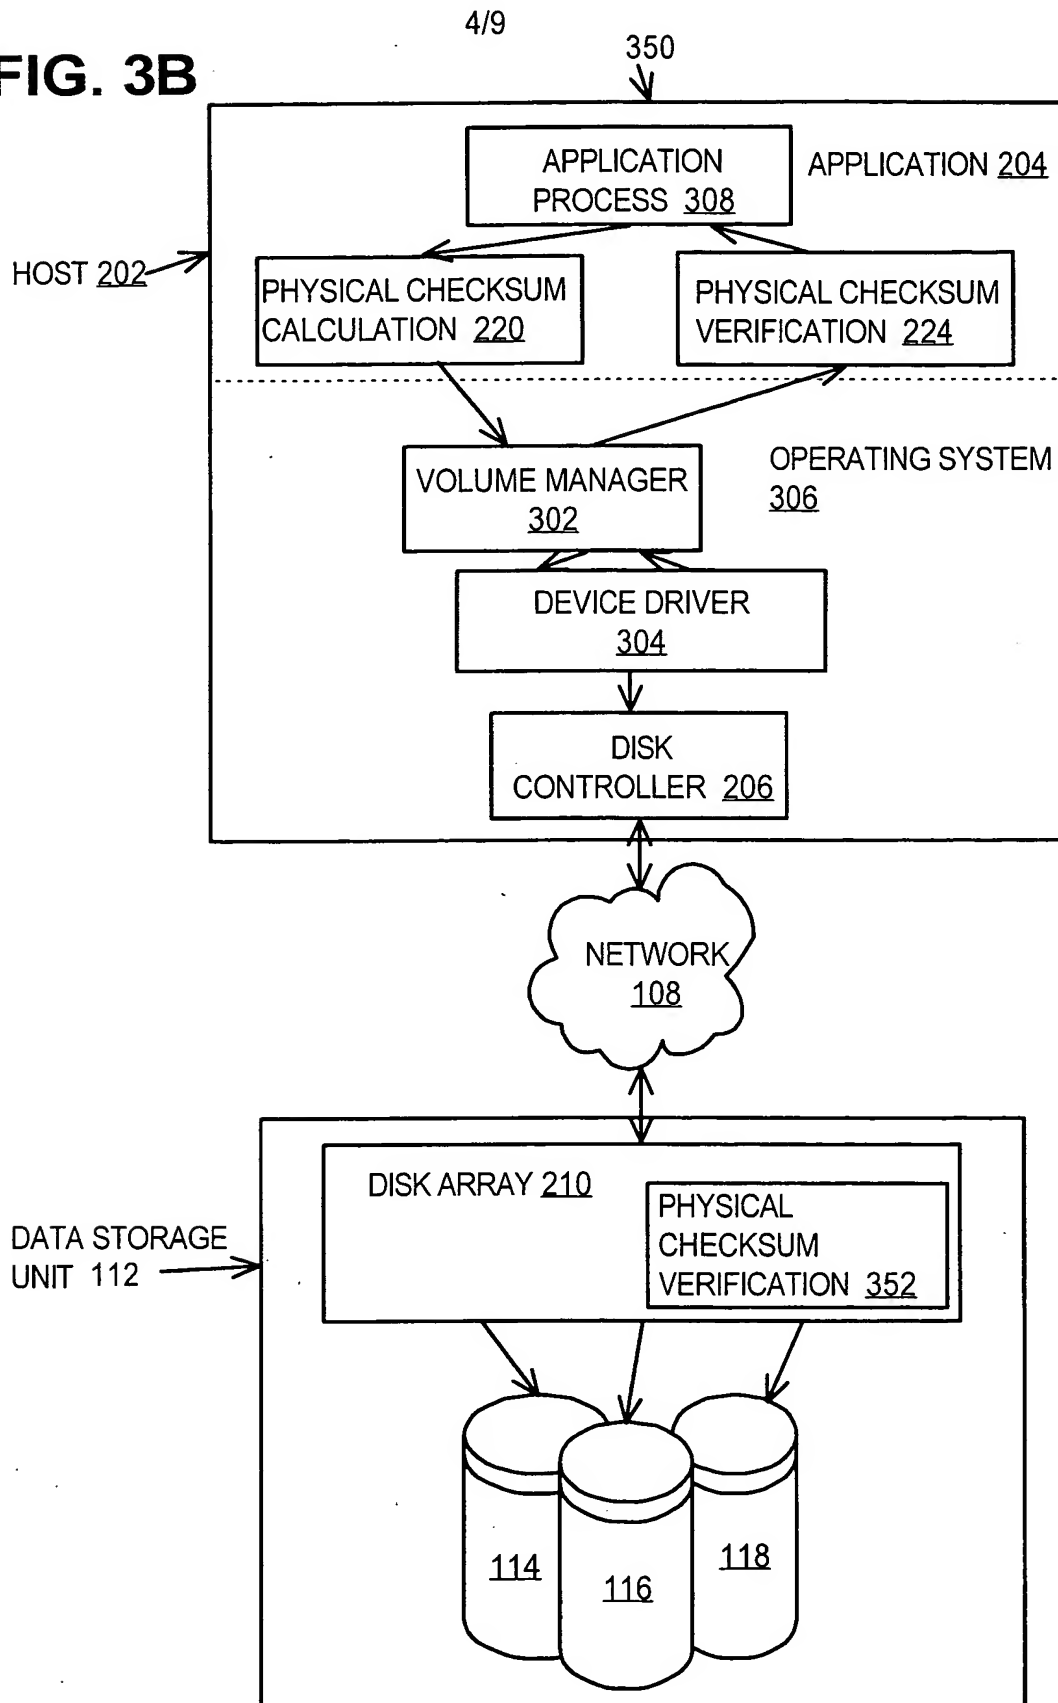 4/9
FIG. 3B
350
APPLICATION
PROCESS 308
APPLICATION 204
HOST 202
PHYSICAL CHECKSUM
CALCULATION 220
PHYSICAL CHECKSUM
VERIFICATION 224
VOLUME MANAGER
302
OPERATING SYSTEM
306
DEVICE DRIVER
304
DISK
CONTROLLER 206
NETWORK
108
DISK ARRAY 210
PHYSICAL
CHECKSUM
VERIFICATION 352
DATA STORAGE
UNIT 112
114
116
118